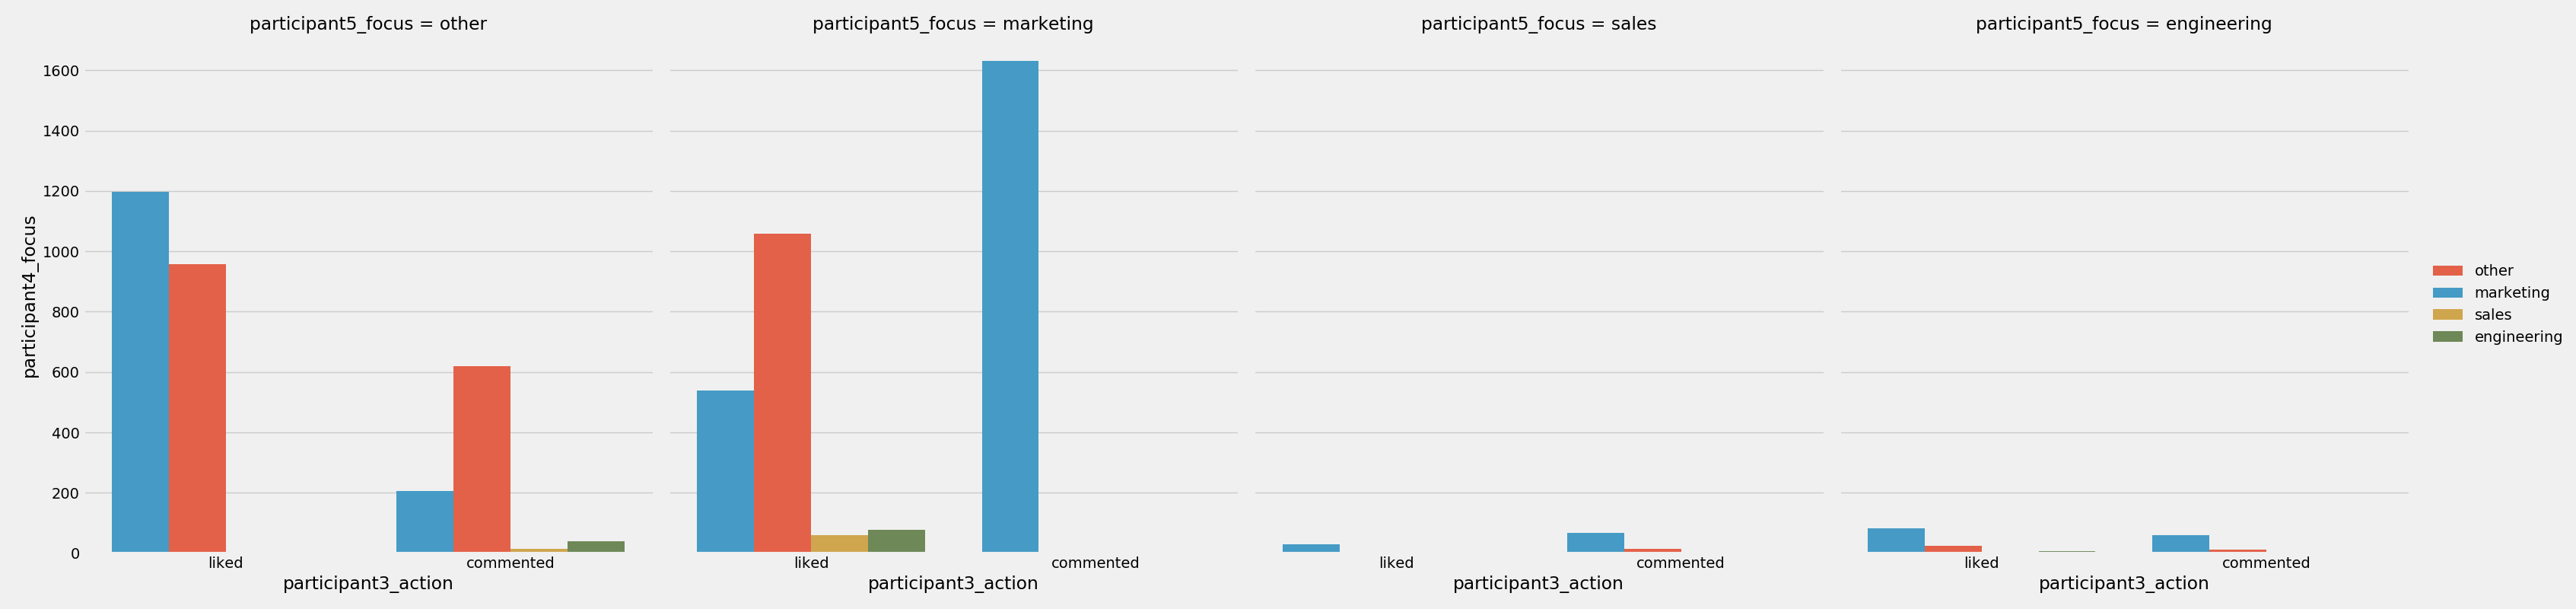 participant5_focus = other
participant5_focus = marketing
participant5_focus = sales
participant5_focus = engineering
participant4_focus
1600
1400
1200
1000
800
600
400
200
0
liked
commented
liked
commented
liked
commented
liked
commented
participant3_action
participant3_action
participant3_action
participant3_action
other
marketing
sales
engineering